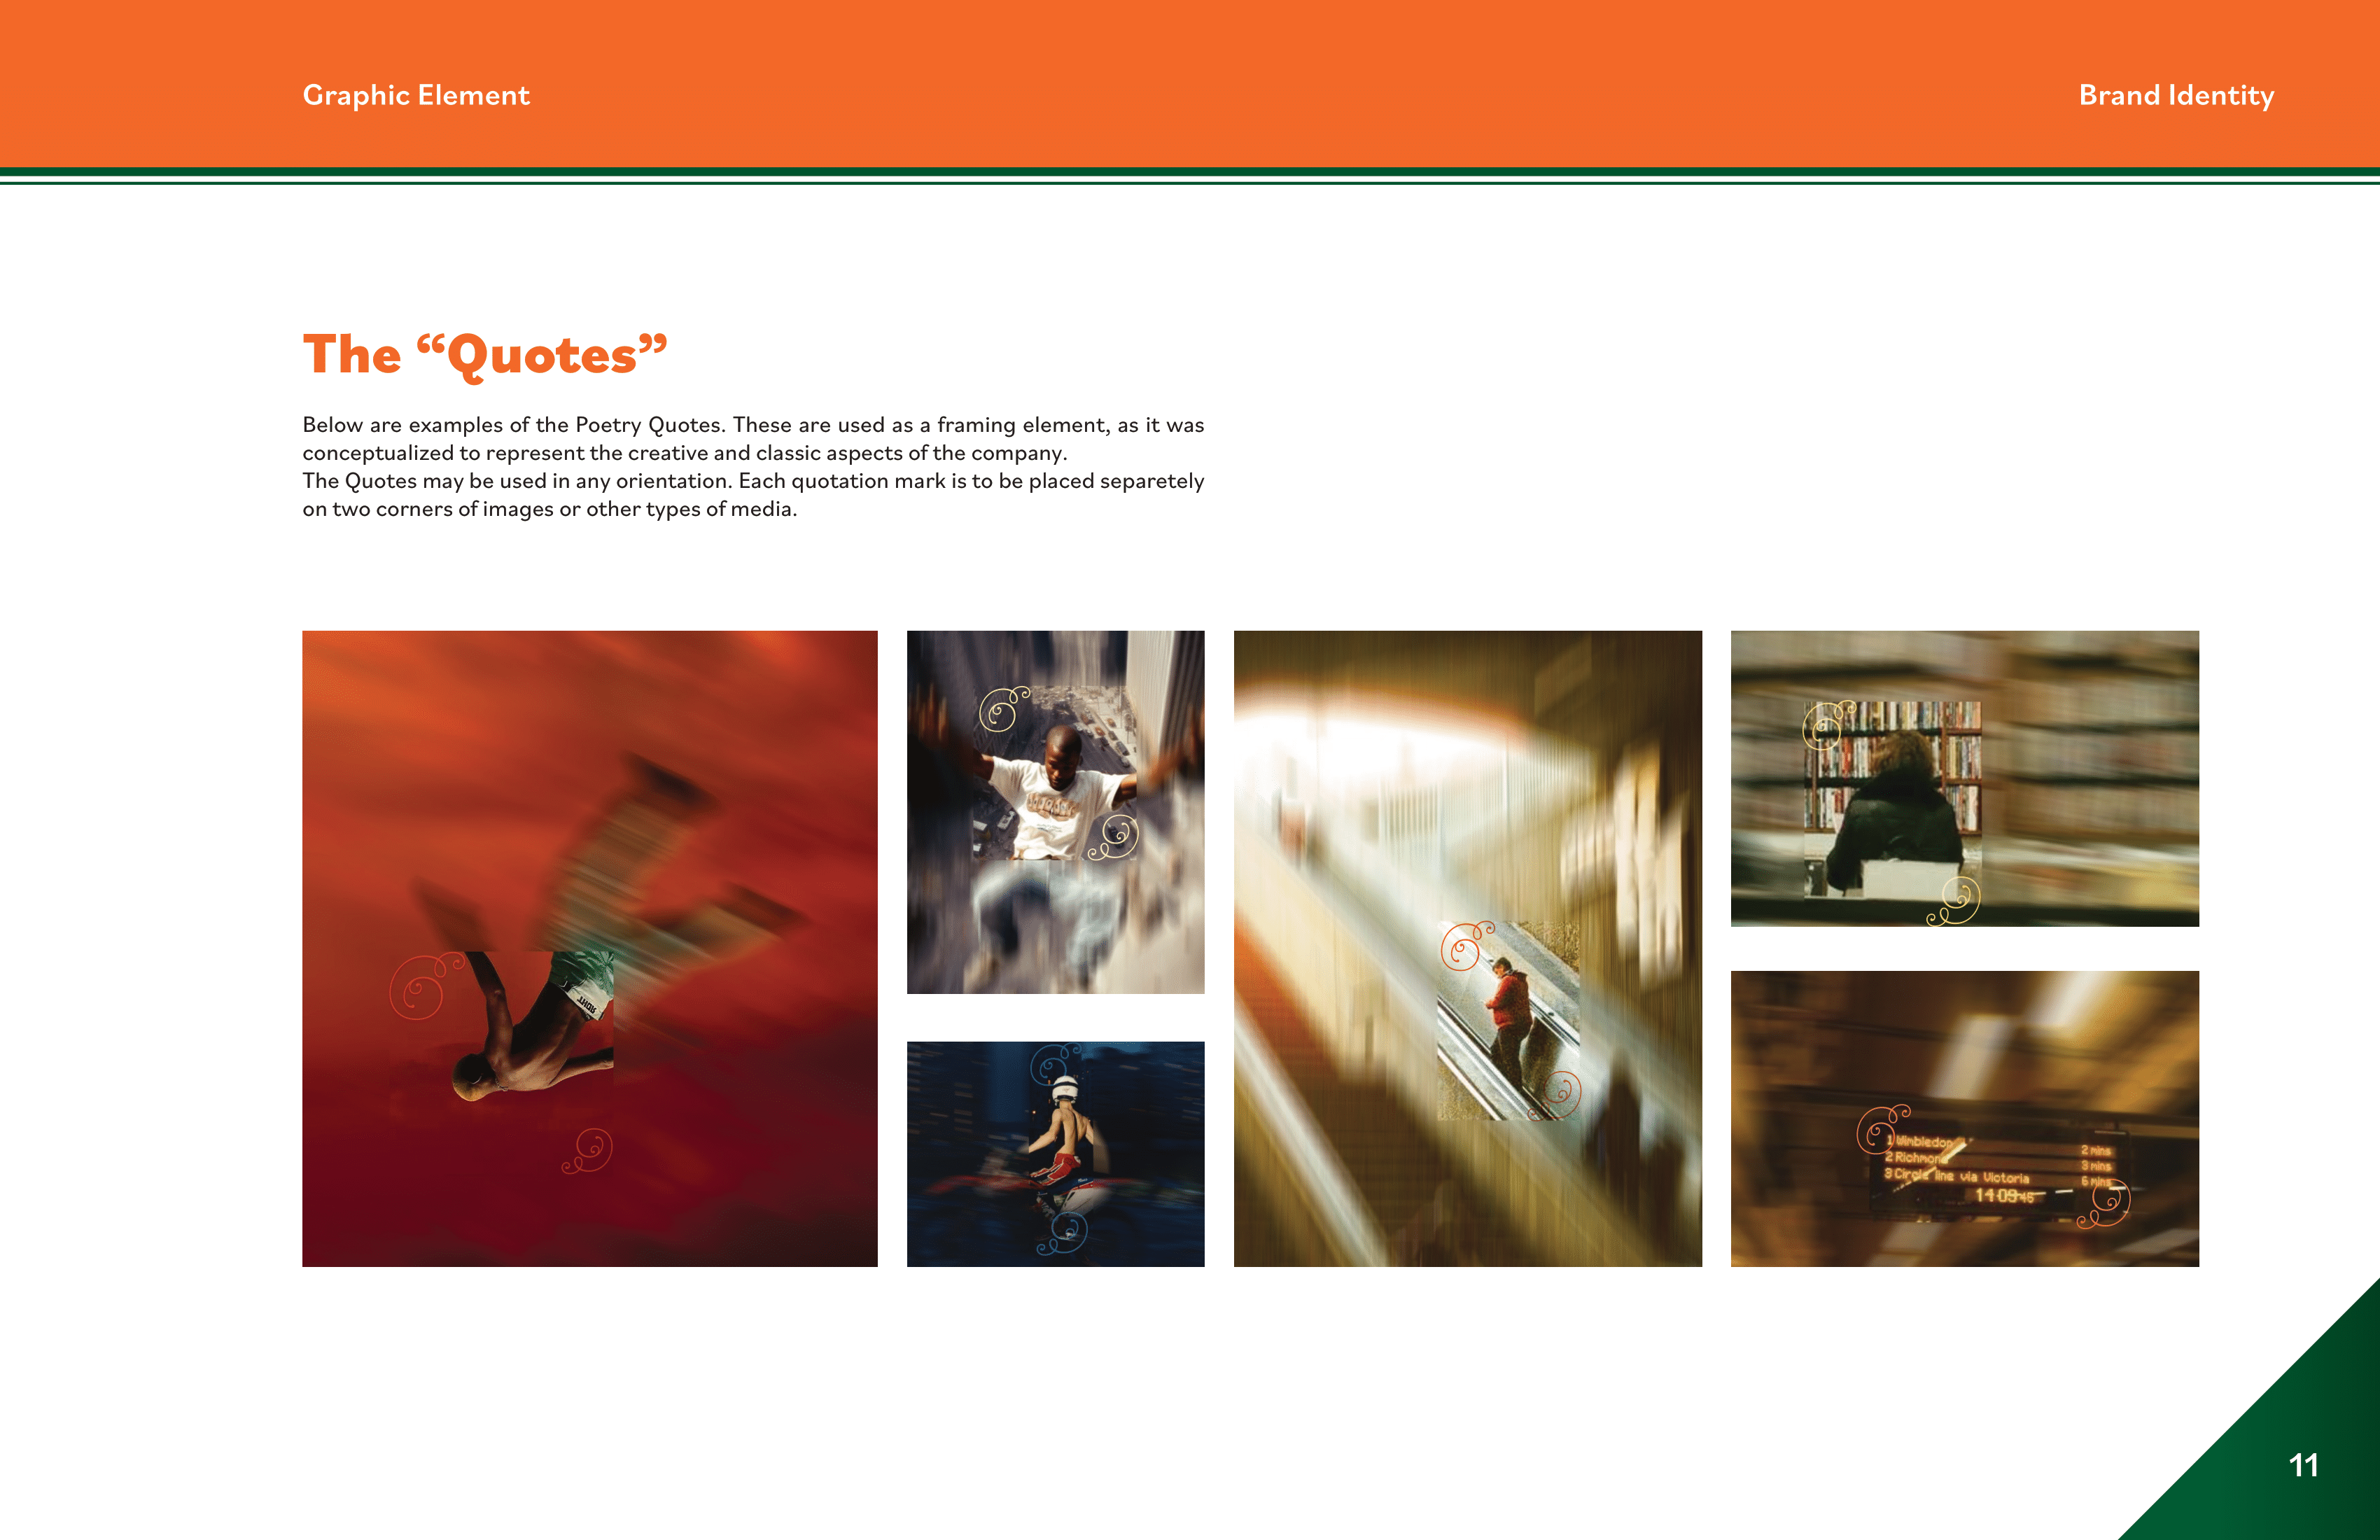 Graphic Element
Brand Identity
The “Quotes”
Below are examples of the Poetry Quotes. These are used as a framing element, as it was
conceptualized to represent the creative and classic aspects of the company.
The Quotes may be used in any orientation. Each quotation mark is to be placed separetely
on two corners of images or other types of media.
1 Wimbledon 2 mins
2 Richmond 3 mins
3 Circle line via Victoria 6 mins
14:09:45
11